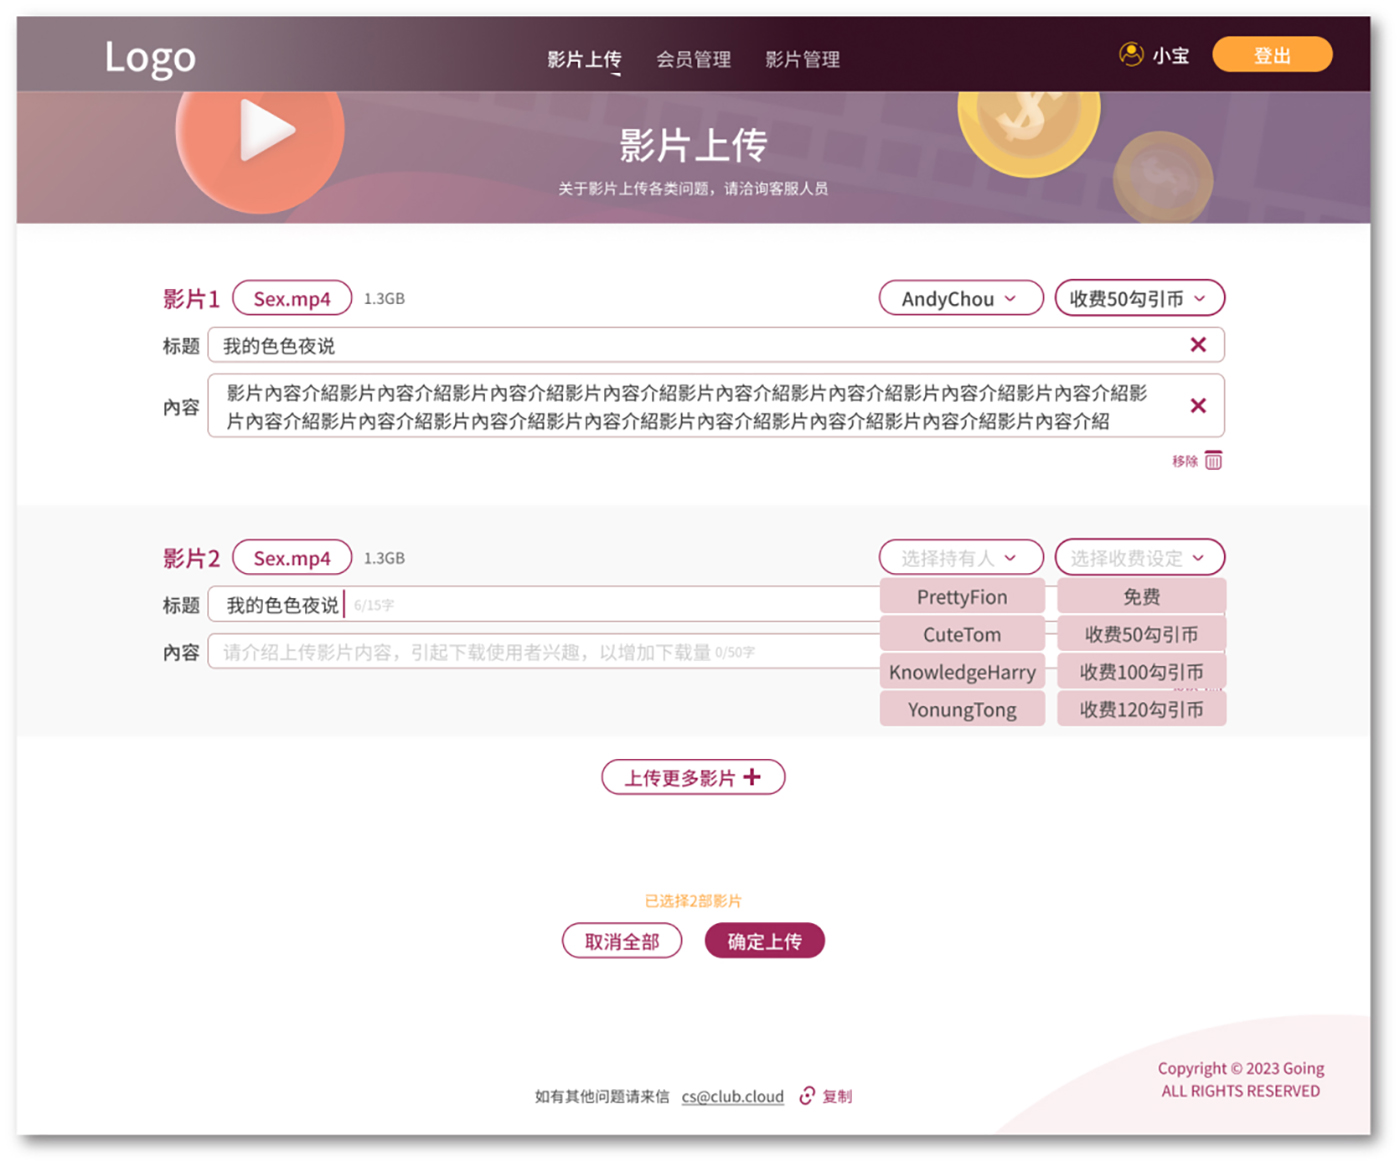 Logo
影片上传 会员管理 影片管理
小宝 登出
影片上传
关于影片上传各类问题，请洽询客服人员
影片1 Sex.mp4 1.3GB AndyChou 收费50勾引币
标题 我的色色夜说
內容 影片內容介紹影片內容介紹影片內容介紹影片內容介紹影片內容介紹影片內容介紹影片內容介紹影片內容介紹影
片內容介紹影片內容介紹影片內容介紹影片內容介紹影片內容介紹影片內容介紹影片內容介紹影片內容介紹
移除
影片2 Sex.mp4 1.3GB 选择持有人 选择收费设定
标题 我的色色夜说 6/15字
內容 请介绍上传影片内容，引起下载使用者兴趣，以增加下载量 0/50字
PrettyFion 免费
CuteTom 收费50勾引币
KnowledgeHarry 收费100勾引币
YonungTong 收费120勾引币
上传更多影片
已选择2部影片
取消全部 确定上传
如有其他问题请来信 cs@club.cloud 复制
Copyright © 2023 Going
ALL RIGHTS RESERVED